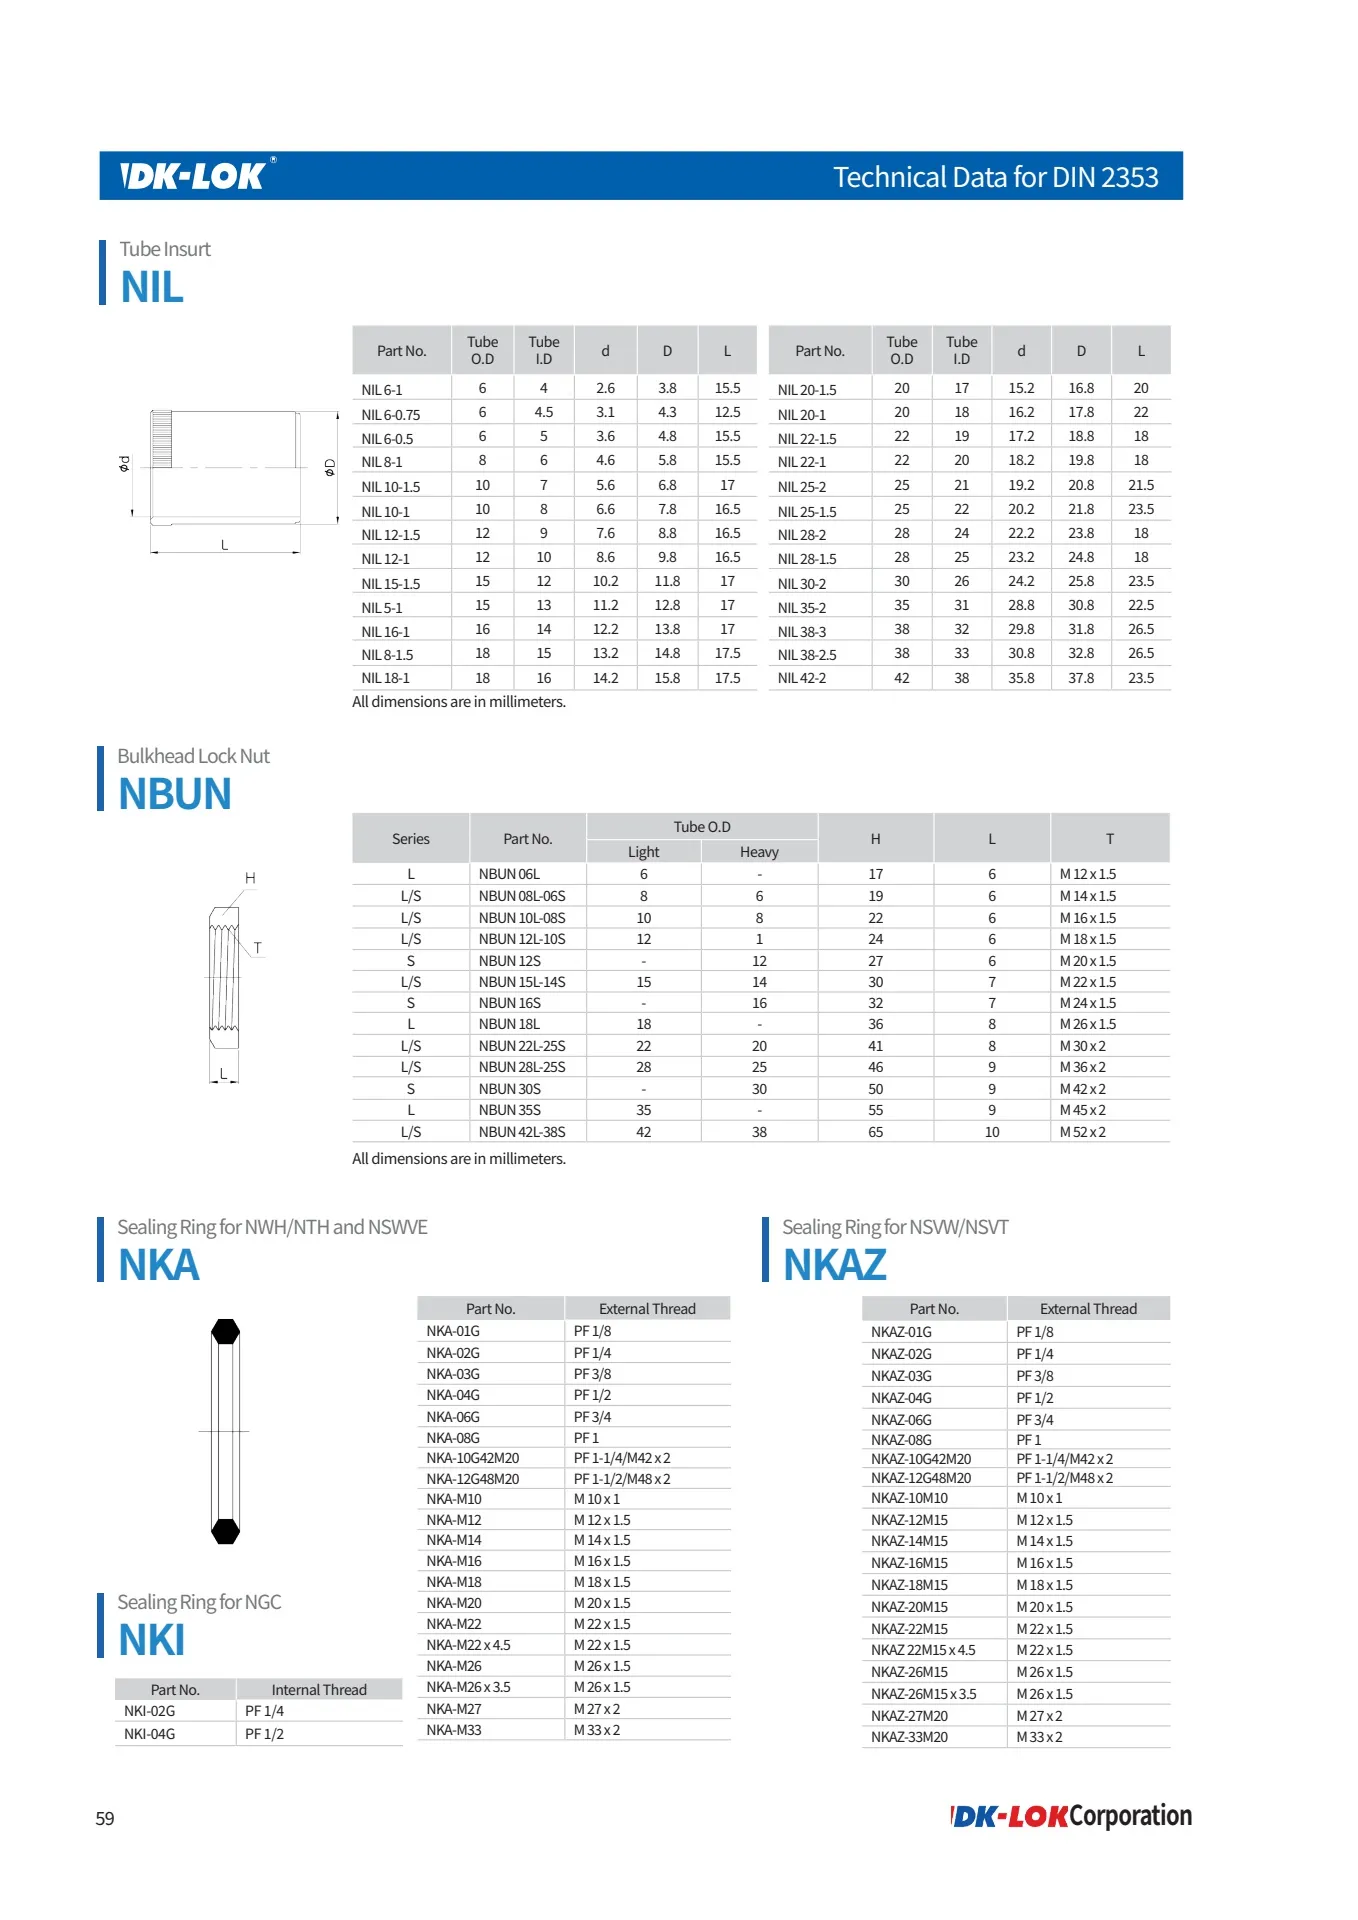 DK-LOK®
Technical Data for DIN 2353
Tube Insurt
NIL
Part No. Tube O.D Tube I.D d D L Part No. Tube O.D Tube I.D d D L
NIL 6-1 6 4 2.6 3.8 15.5 NIL 20-1.5 20 17 15.2 16.8 20
NIL 6-0.75 6 4.5 3.1 4.3 12.5 NIL 20-1 20 18 16.2 17.8 22
NIL 6-0.5 6 5 3.6 4.8 15.5 NIL 22-1.5 22 19 17.2 18.8 18
NIL 8-1 8 6 4.6 5.8 15.5 NIL 22-1 22 20 18.2 19.8 18
NIL 10-1.5 10 7 5.6 6.8 17 NIL 25-2 25 21 19.2 20.8 21.5
NIL 10-1 10 8 6.6 7.8 16.5 NIL 25-1.5 25 22 20.2 21.8 23.5
NIL 12-1.5 12 9 7.6 8.8 16.5 NIL 28-2 28 24 22.2 23.8 18
NIL 12-1 12 10 8.6 9.8 16.5 NIL 28-1.5 28 25 23.2 24.8 18
NIL 15-1.5 15 12 10.2 11.8 17 NIL 30-2 30 26 24.2 25.8 23.5
NIL 5-1 15 13 11.2 12.8 17 NIL 35-2 35 31 28.8 30.8 22.5
NIL 16-1 16 14 12.2 13.8 17 NIL 38-3 38 32 29.8 31.8 26.5
NIL 8-1.5 18 15 13.2 14.8 17.5 NIL 38-2.5 38 33 30.8 32.8 26.5
NIL 18-1 18 16 14.2 15.8 17.5 NIL 42-2 42 38 35.8 37.8 23.5
ød
øD
L
All dimensions are in millimeters.
Bulkhead Lock Nut
NBUN
Series Part No. Tube O.D H L T
Light Heavy
L NBUN 06L 6 - 17 6 M 12 x 1.5
L/S NBUN 08L-06S 8 6 19 6 M 14 x 1.5
L/S NBUN 10L-08S 10 8 22 6 M 16 x 1.5
L/S NBUN 12L-10S 12 1 24 6 M 18 x 1.5
S NBUN 12S - 12 27 6 M 20 x 1.5
L/S NBUN 15L-14S 15 14 30 7 M 22 x 1.5
S NBUN 16S - 16 32 7 M 24 x 1.5
L NBUN 18L 18 - 36 8 M 26 x 1.5
L/S NBUN 22L-25S 22 20 41 8 M 30 x 2
L/S NBUN 28L-25S 28 25 46 9 M 36 x 2
S NBUN 30S - 30 50 9 M 42 x 2
L NBUN 35S 35 - 55 9 M 45 x 2
L/S NBUN 42L-38S 42 38 65 10 M 52 x 2
H
T
L
All dimensions are in millimeters.
Sealing Ring for NWH/NTH and NSWVE
NKA
Part No. External Thread
NKA-01G PF 1/8
NKA-02G PF 1/4
NKA-03G PF 3/8
NKA-04G PF 1/2
NKA-06G PF 3/4
NKA-08G PF 1
NKA-10G42M20 PF 1-1/4/M42 x 2
NKA-12G48M20 PF 1-1/2/M48 x 2
NKA-M10 M 10 x 1
NKA-M12 M 12 x 1.5
NKA-M14 M 14 x 1.5
NKA-M16 M 16 x 1.5
NKA-M18 M 18 x 1.5
NKA-M20 M 20 x 1.5
NKA-M22 M 22 x 1.5
NKA-M22 x 4.5 M 22 x 1.5
NKA-M26 M 26 x 1.5
NKA-M26 x 3.5 M 26 x 1.5
NKA-M27 M 27 x 2
NKA-M33 M 33 x 2
Sealing Ring for NSVW/NSVT
NKAZ
Part No. External Thread
NKAZ-01G PF 1/8
NKAZ-02G PF 1/4
NKAZ-03G PF 3/8
NKAZ-04G PF 1/2
NKAZ-06G PF 3/4
NKAZ-08G PF 1
NKAZ-10G42M20 PF 1-1/4/M42 x 2
NKAZ-12G48M20 PF 1-1/2/M48 x 2
NKAZ-10M10 M 10 x 1
NKAZ-12M15 M 12 x 1.5
NKAZ-14M15 M 14 x 1.5
NKAZ-16M15 M 16 x 1.5
NKAZ-18M15 M 18 x 1.5
NKAZ-20M15 M 20 x 1.5
NKAZ-22M15 M 22 x 1.5
NKAZ 22M15 x 4.5 M 22 x 1.5
NKAZ-26M15 M 26 x 1.5
NKAZ-26M15 x 3.5 M 26 x 1.5
NKAZ-27M20 M 27 x 2
NKAZ-33M20 M 33 x 2
Sealing Ring for NGC
NKI
Part No. Internal Thread
NKI-02G PF 1/4
NKI-04G PF 1/2
59
DK-LOK Corporation